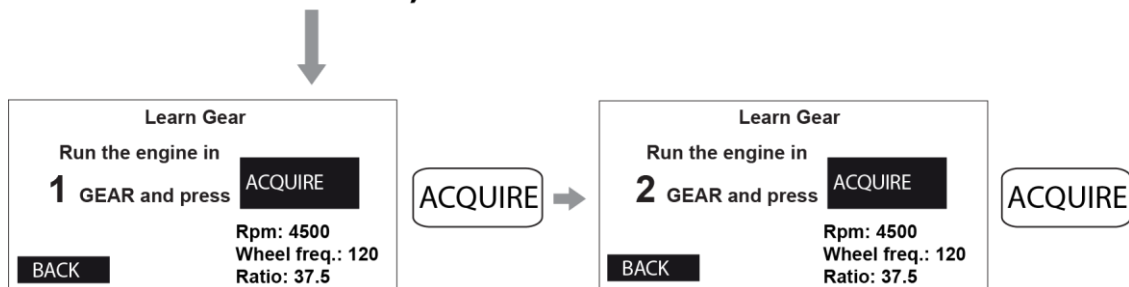 Learn Gear
Run the engine in
1 GEAR and press
ACQUIRE
Rpm: 4500
Wheel freq.: 120
Ratio: 37.5
BACK
ACQUIRE
Learn Gear
Run the engine in
2 GEAR and press
ACQUIRE
Rpm: 4500
Wheel freq.: 120
Ratio: 37.5
BACK
ACQUIRE